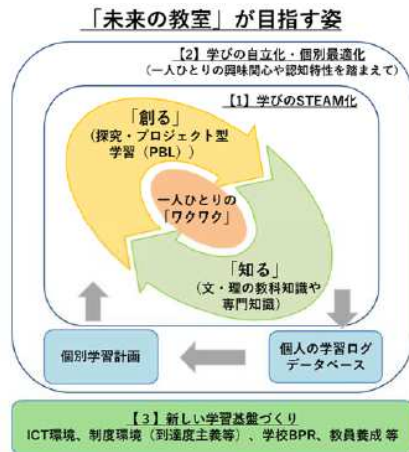 「未来の教室」が目指す姿
【2】学びの自立化・個別最適化
（一人ひとりの興味関心や認知特性を踏まえて）
【1】学びのSTEAM化
「創る」
（探究・プロジェクト型
学習（PBL））
一人ひとりの
「ワクワク」
「知る」
（文・理の教科知識や
専門知識）
個別学習計画
個人の学習ログ
データベース
【3】新しい学習基盤づくり
ICT環境、制度環境（到達度主義等）、学校BPR、教員養成 等